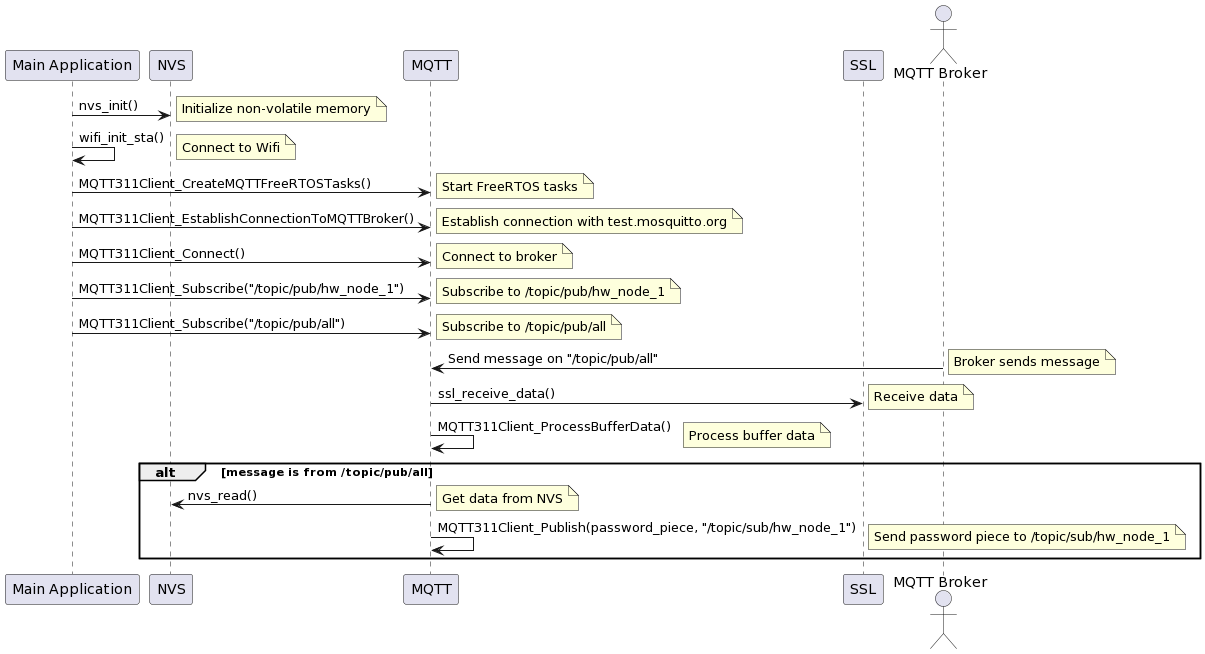 MQTT Broker
Main Application
NVS
MQTT
SSL
nvs_init()
Initialize non-volatile memory
wifi_init_sta()
Connect to Wifi
MQTT311Client_CreateMQTTFreeRTOSTasks()
Start FreeRTOS tasks
MQTT311Client_EstablishConnectionToMQTTBroker()
Establish connection with test.mosquitto.org
MQTT311Client_Connect()
Connect to broker
MQTT311Client_Subscribe("/topic/pub/hw_node_1")
Subscribe to /topic/pub/hw_node_1
MQTT311Client_Subscribe("/topic/pub/all")
Subscribe to /topic/pub/all
Send message on "/topic/pub/all"
Broker sends message
ssl_receive_data()
Receive data
MQTT311Client_ProcessBufferData()
Process buffer data
alt
[message is from /topic/pub/all]
nvs_read()
Get data from NVS
MQTT311Client_Publish(password_piece, "/topic/sub/hw_node_1")
Send password piece to /topic/sub/hw_node_1
Main Application
NVS
MQTT
SSL
MQTT Broker